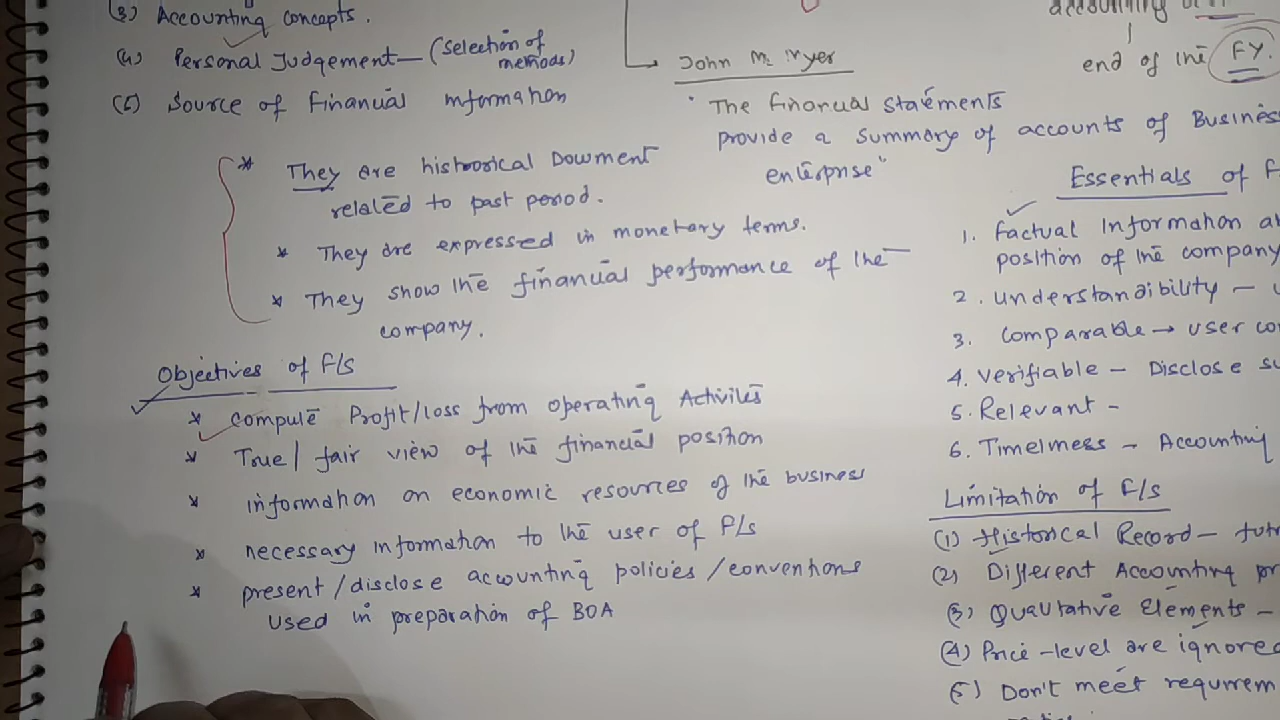 (3) Accounting concepts.
(4) Personal Judgement — (Selection of methods)
(5) Source of Financial information
* They are historical Document
related to past period.
* They are expressed in monetary terms.
* They show the financial performance of the
company.
Objectives of F/s
* compute Profit/loss from operating Activities
* True/ fair view of the financial position
* information on economic resources of the business
* necessary information to the user of F/s
* present/disclose accounting policies/conventions
used in preparation of BOA
John M.
"The financial statements
provide a summary of accounts of Business
enterprise"
accounting
end of the FY.
Essentials of F
1. Factual Information
position of the company
2. Understandibility –
3. Comparable → user
4. Verifiable – Disclose
5. Relevant –
6. Timelmess – Accounting
Limitation of F/s
(1) Historical Record –
(2) Different Accounting
(3) Qualitative Elements –
(4) Price-level are ignored
(5) Don't meet